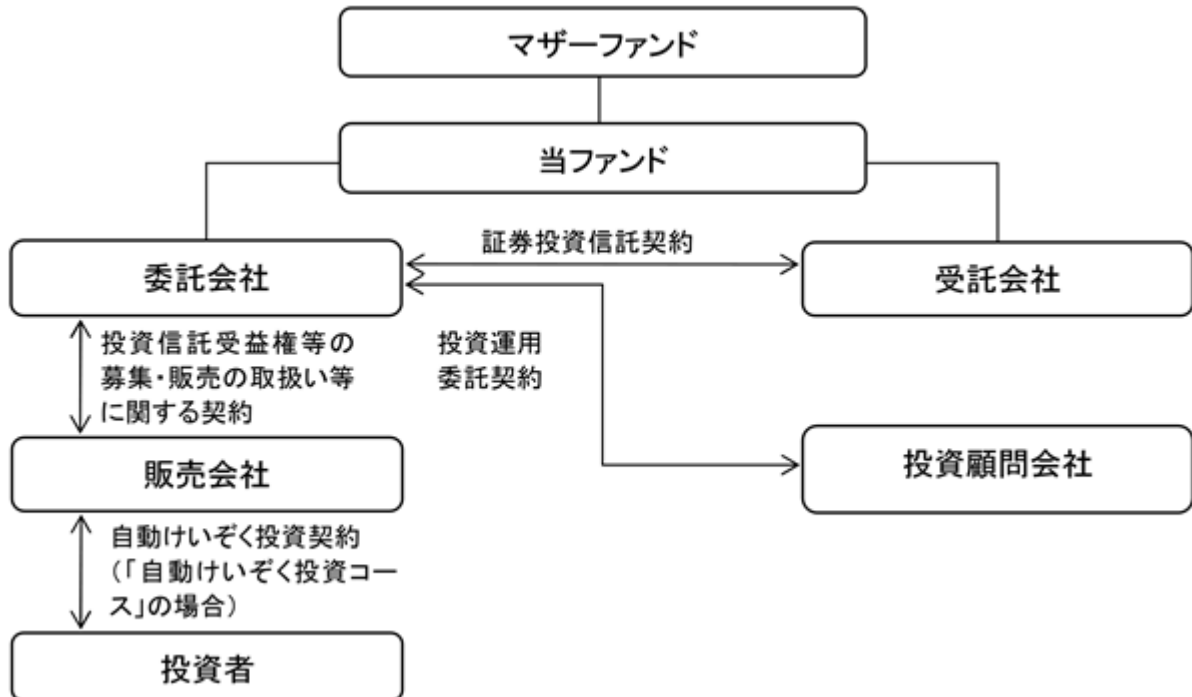 マザーファンド
当ファンド
証券投資信託契約
委託会社
受託会社
投資信託受益権等の
募集・販売の取扱い等
に関する契約
投資運用
委託契約
販売会社
投資顧問会社
自動けいぞく投資契約
(「自動けいぞく投資コー
ス」の場合)
投資者